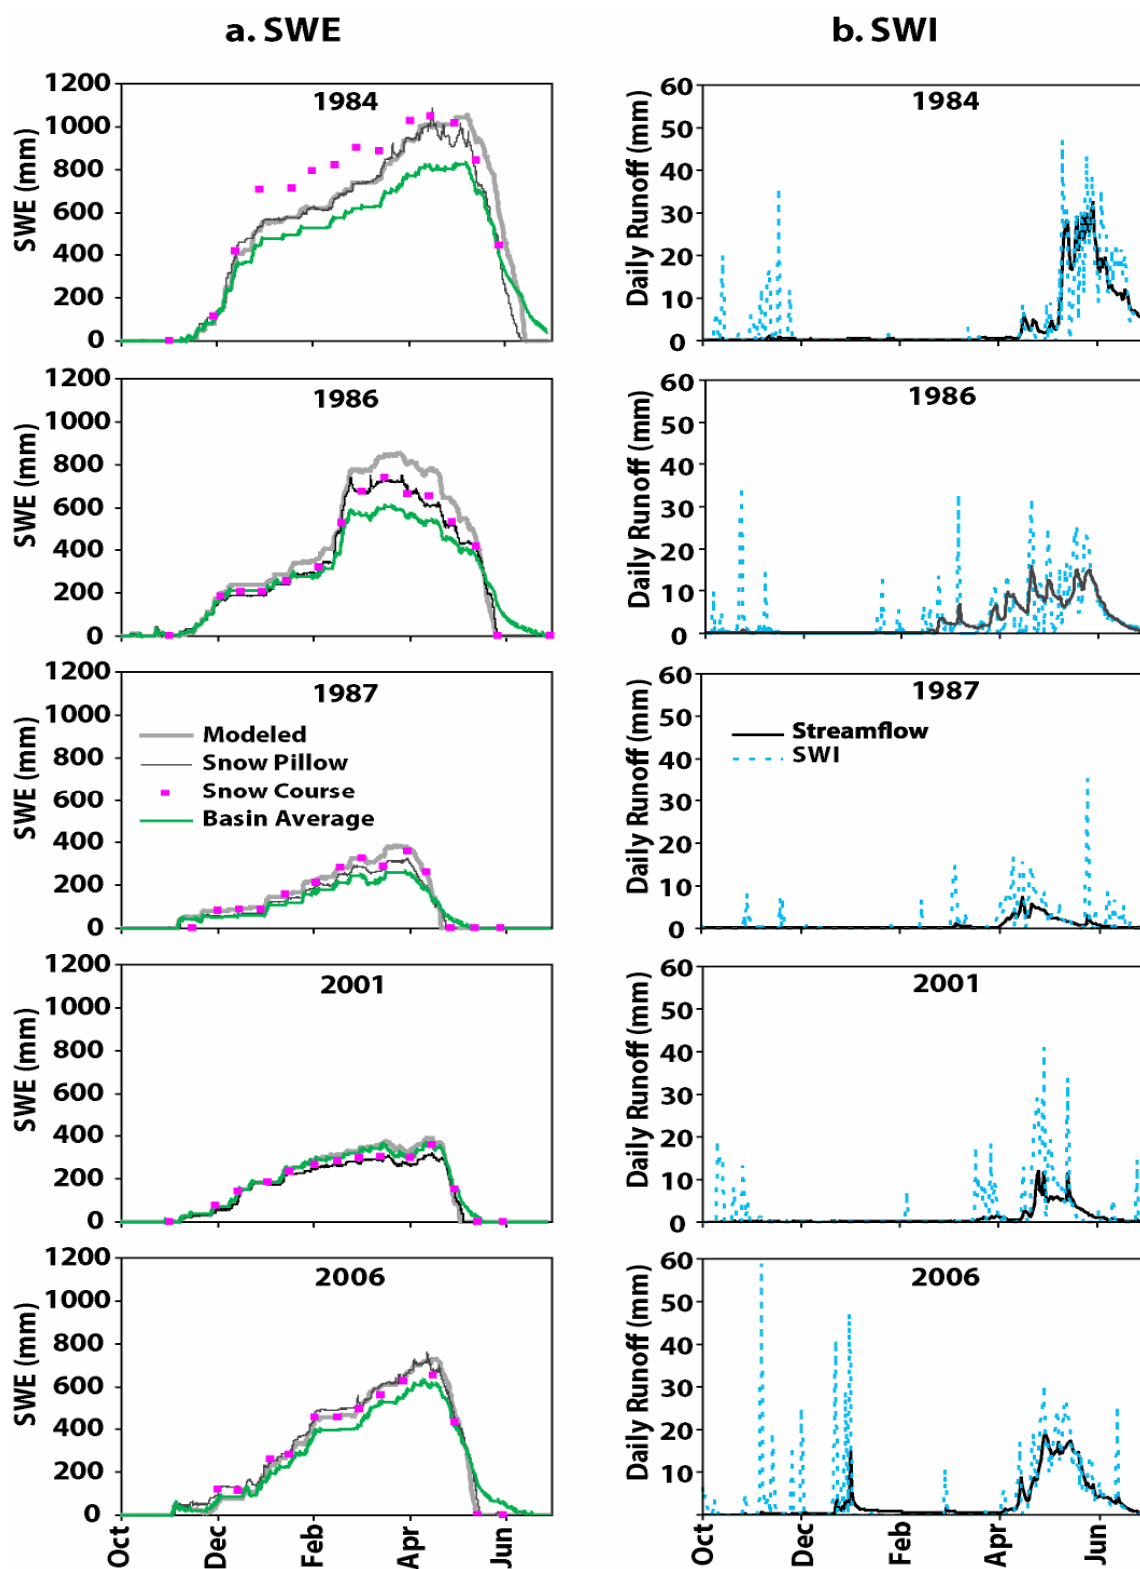 a. SWE
b. SWI
1984
SWE (mm)
1200
1000
800
600
400
200
0
1984
Daily Runoff (mm)
60
50
40
30
20
10
0
1986
SWE (mm)
1200
1000
800
600
400
200
0
1986
Daily Runoff (mm)
60
50
40
30
20
10
0
1987
SWE (mm)
1200
1000
800
600
400
200
0
Modeled
Snow Pillow
Snow Course
Basin Average
1987
Daily Runoff (mm)
60
50
40
30
20
10
0
Streamflow
SWI
2001
SWE (mm)
1200
1000
800
600
400
200
0
2001
Daily Runoff (mm)
60
50
40
30
20
10
0
2006
SWE (mm)
1200
1000
800
600
400
200
0
Oct
Dec
Feb
Apr
Jun
2006
Daily Runoff (mm)
60
50
40
30
20
10
Oct
Dec
Feb
Apr
Jun